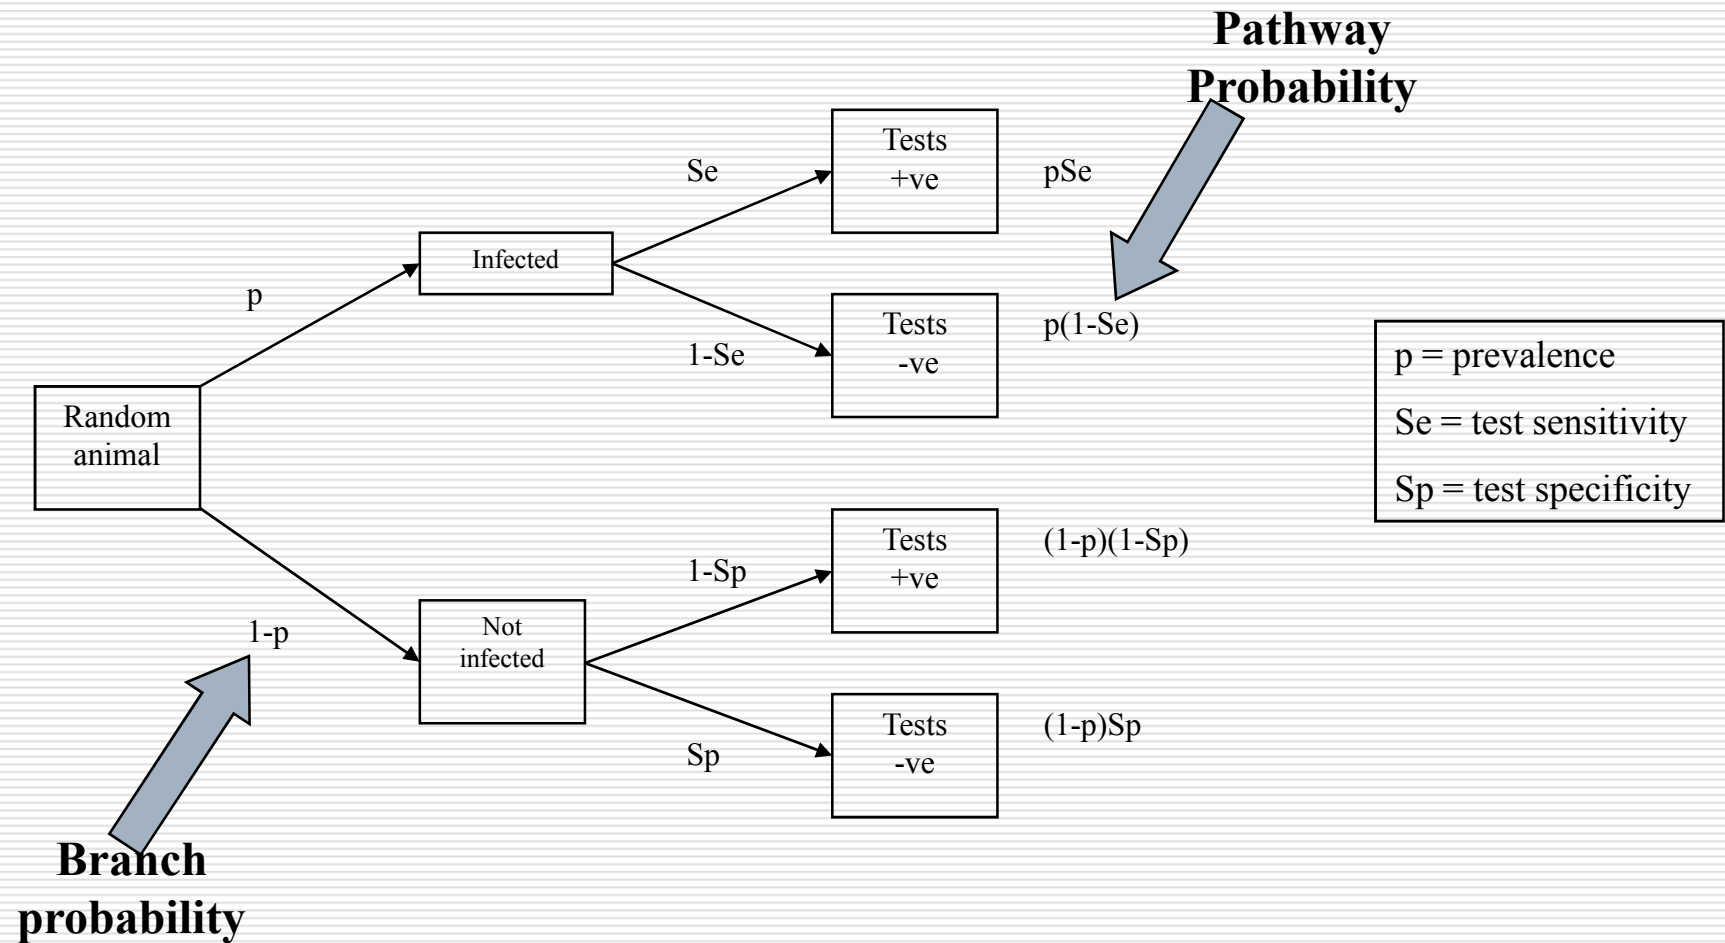 Pathway
Probability
Tests
+ve
Se
pSe
Infected
p
Tests
-ve
p(1-Se)
1-Se
p = prevalence
Se = test sensitivity
Sp = test specificity
Random
animal
Tests
+ve
(1-p)(1-Sp)
1-Sp
1-p
Not
infected
Tests
-ve
(1-p)Sp
Sp
Branch
probability